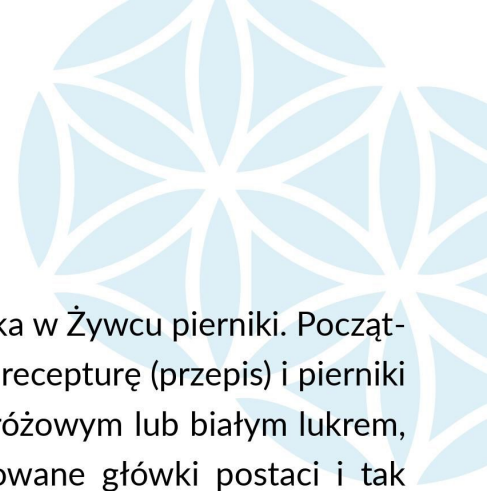 ka w Żywcu pierniki. Począt-
recepturę (przepis) i pierniki
różowym lub białym lukrem,
owane główki postaci i tak